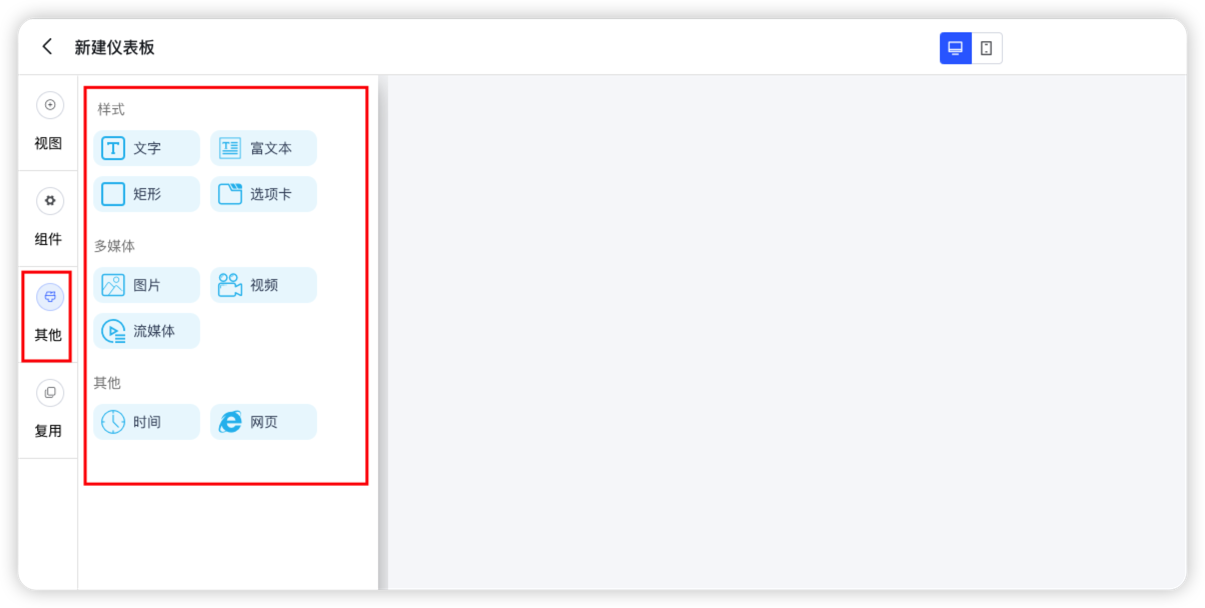 新建仪表板
视图
组件
其他
复用
样式
文字 富文本
矩形 选项卡
多媒体
图片 视频
流媒体
其他
时间 网页